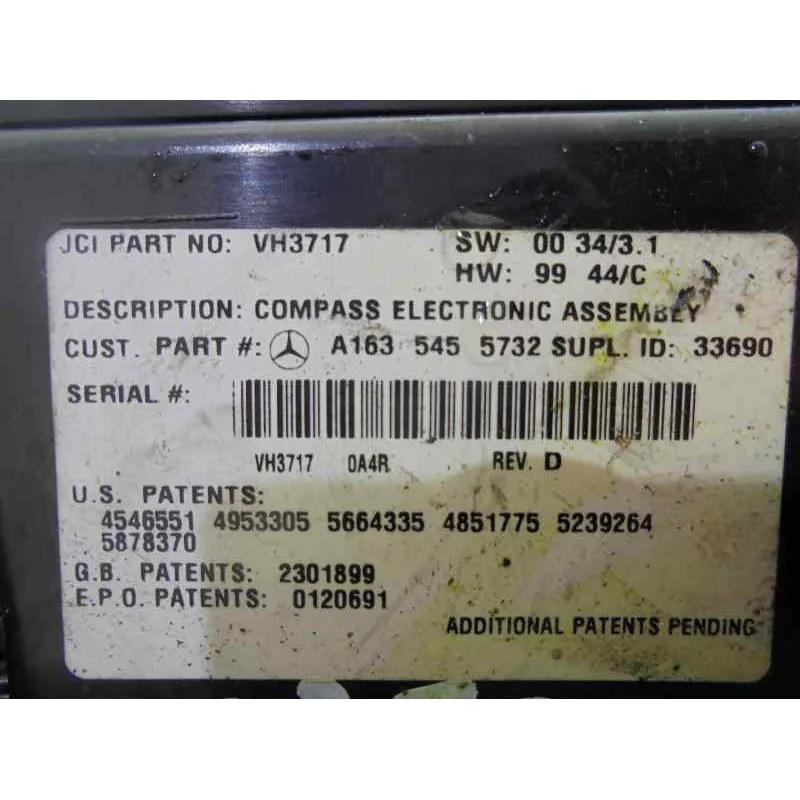 JCI PART NO: VH3717 SW: 00 34/3.1
HW: 99 44/C
DESCRIPTION: COMPASS ELECTRONIC ASSEMBLY
CUST. PART #: A163 545 5732 SUPL. ID: 33690
SERIAL #:
VH3717 0A4R REV. D
U.S. PATENTS:
4546551 4953305 5664335 4851775 5239264
5878370
G.B. PATENTS: 2301899
E.P.O. PATENTS: 0120691
ADDITIONAL PATENTS PENDING